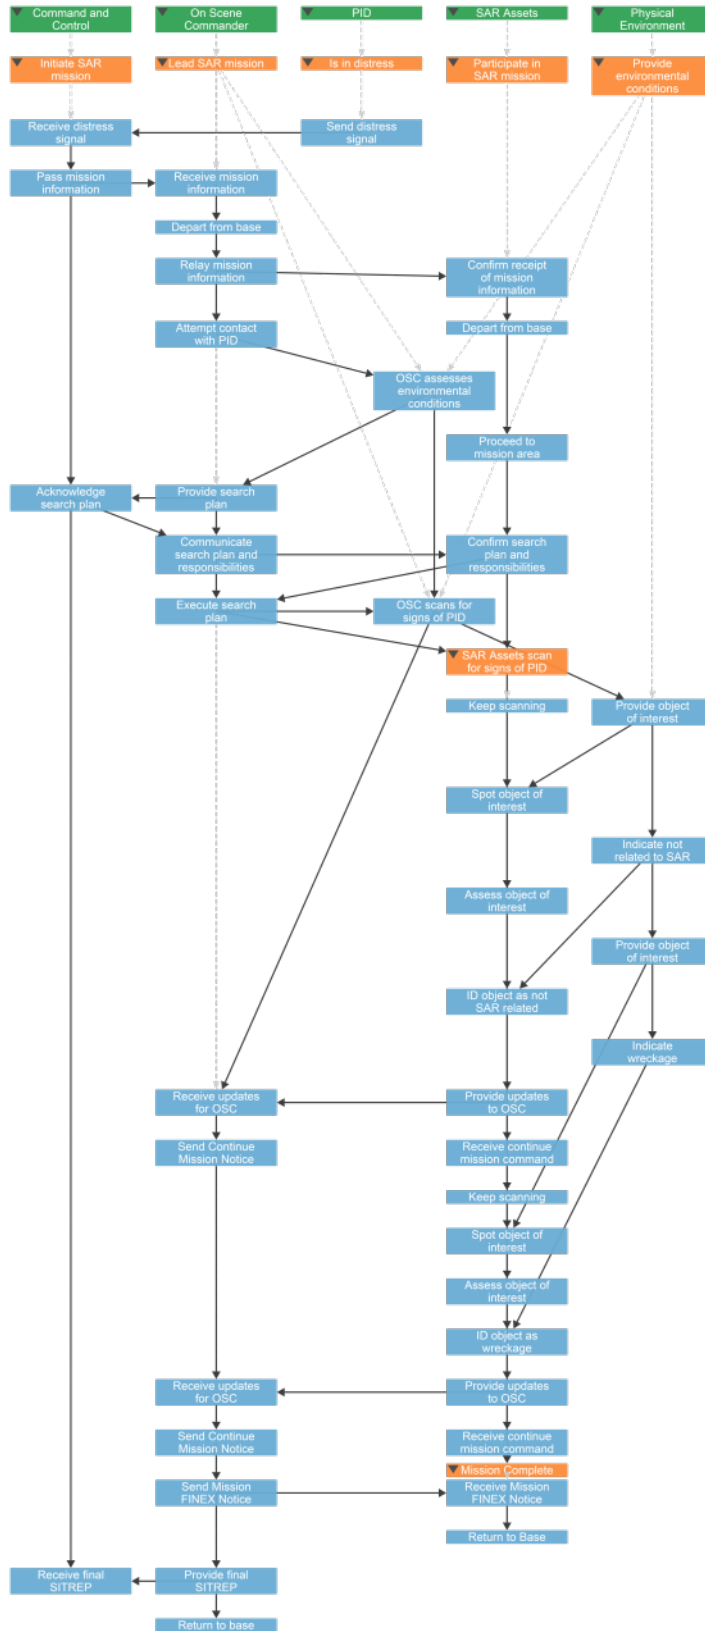 Command and
Control
On Scene
Commander
PID
SAR Assets
Physical
Environment
Initiate SAR
mission
Lead SAR mission
Is in distress
Participate in
SAR mission
Provide
environmental
conditions
Receive distress
signal
Send distress
signal
Pass mission
information
Receive mission
information
Depart from base
Relay mission
information
Confirm receipt
of mission
information
Attempt contact
with PID
Depart from base
OSC assesses
environmental
conditions
Proceed to
mission area
Acknowledge
search plan
Provide search
plan
Communicate
search plan and
responsibilities
Confirm search
plan and
responsibilities
Execute search
plan
OSC scans for
signs of PID
SAR Assets scan
for signs of PID
Keep scanning
Provide object
of interest
Spot object of
interest
Indicate not
related to SAR
Assess object of
interest
Provide object
of interest
ID object as not
SAR related
Indicate
wreckage
Receive updates
for OSC
Provide updates
to OSC
Send Continue
Mission Notice
Receive continue
mission command
Keep scanning
Spot object of
interest
Assess object of
interest
ID object as
wreckage
Receive updates
for OSC
Provide updates
to OSC
Send Continue
Mission Notice
Receive continue
mission command
Mission Complete
Send Mission
FINEX Notice
Receive Mission
FINEX Notice
Return to Base
Receive final
SITREP
Provide final
SITREP
Return to base